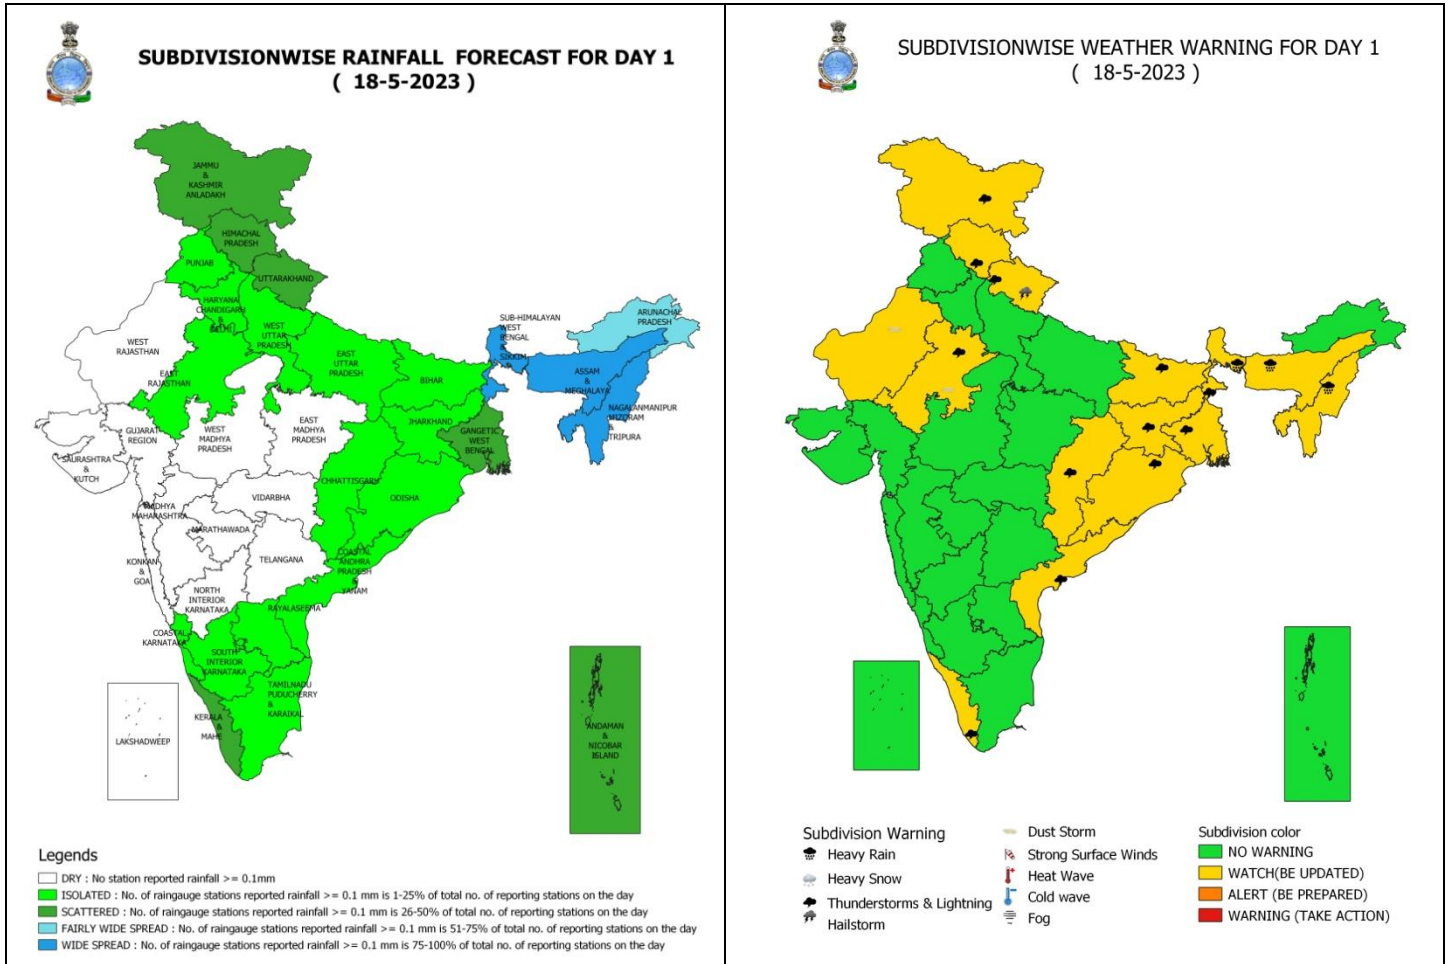 SUBDIVISIONWISE RAINFALL FORECAST FOR DAY 1
( 18-5-2023 )
JAMMU
&
KASHMIR
ANLADAKH
HIMACHAL
PRADESH
PUNJAB
UTTARAKHAND
HARYANA
CHANDIGARH
&
DELHI
WEST
UTTAR
PRADESH
WEST
RAJASTHAN
EAST
RAJASTHAN
EAST
UTTAR
PRADESH
SUB-HIMALAYAN
WEST
BENGAL
&
SIKKIM
ARUNACHAL
PRADESH
ASSAM
&
MEGHALAYA
NAGALANMANIPUR
MIZORAM
&
TRIPURA
BIHAR
JHARKHAND
GANGETIC
WEST
BENGAL
GUJARAT
REGION
WEST
MADHYA
PRADESH
EAST
MADHYA
PRADESH
SAURASHTRA
&
KUTCH
CHHATTISGARH
ODISHA
VIDARBHA
MADHYA
MAHARASHTRA
MARATHAWADA
TELANGANA
COASTAL
ANDHRA
PRADESH
&
YANAM
KONKAN
&
GOA
NORTH
INTERIOR
KARNATAKA
RAYALASEEMA
COASTAL
KARNATAKA
SOUTH
INTERIOR
KARNATAKA
TAMILNADU
PUDUCHERRY
&
KARAIKAL
KERALA
&
MAHE
LAKSHADWEEP
ANDAMAN
&
NICOBAR
ISLAND
Legends
DRY : No station reported rainfall >= 0.1mm
ISOLATED : No. of raingauge stations reported rainfall >= 0.1 mm is 1-25% of total no. of reporting stations on the day
SCATTERED : No. of raingauge stations reported rainfall >= 0.1 mm is 26-50% of total no. of reporting stations on the day
FAIRLY WIDE SPREAD : No. of raingauge stations reported rainfall >= 0.1 mm is 51-75% of total no. of reporting stations on the day
WIDE SPREAD : No. of raingauge stations reported rainfall >= 0.1 mm is 75-100% of total no. of reporting stations on the day
SUBDIVISIONWISE WEATHER WARNING FOR DAY 1
( 18-5-2023 )
Subdivision Warning
Heavy Rain
Heavy Snow
Thunderstorms & Lightning
Hailstorm
Dust Storm
Strong Surface Winds
Heat Wave
Cold wave
Fog
Subdivision color
NO WARNING
WATCH(BE UPDATED)
ALERT (BE PREPARED)
WARNING (TAKE ACTION)